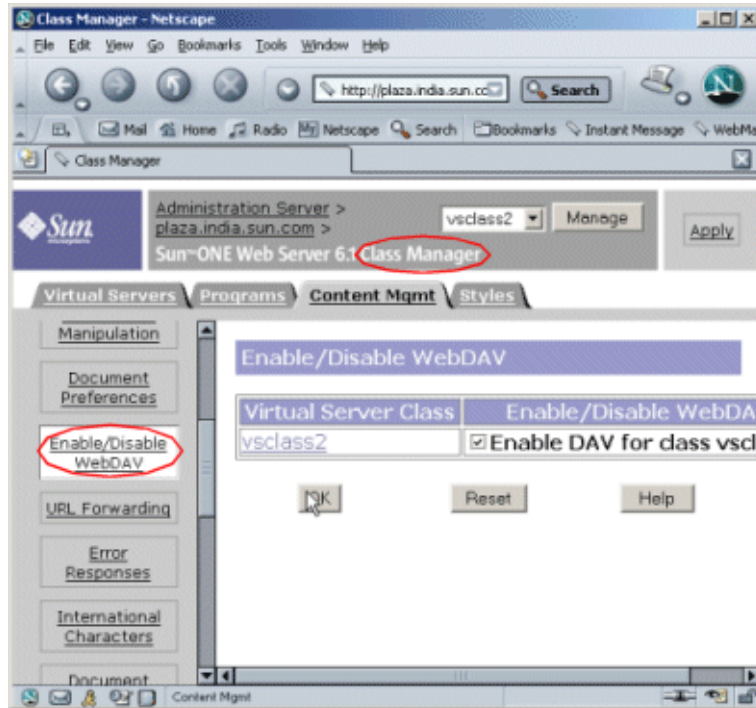 Class Manager - Netscape
File Edit View Go Bookmarks Tools Window Help
http://plaza.india.sun.co
Search
Mail Home Radio My Netscape Search Bookmarks Instant Message WebMa
Class Manager
Sun
microsystems
Administration Server >
plaza.india.sun.com >
vsclass2
Manage
Apply
Sun ONE Web Server 6.1 Class Manager
Virtual Servers Programs Content Mgmt Styles
Manipulation
Document
Preferences
Enable/Disable
WebDAV
URL Forwarding
Error
Responses
International
Characters
Document
Enable/Disable WebDAV
Virtual Server Class Enable/Disable WebDA
vsclass2 Enable DAV for class vscl
OK Reset Help
Content Mgmt